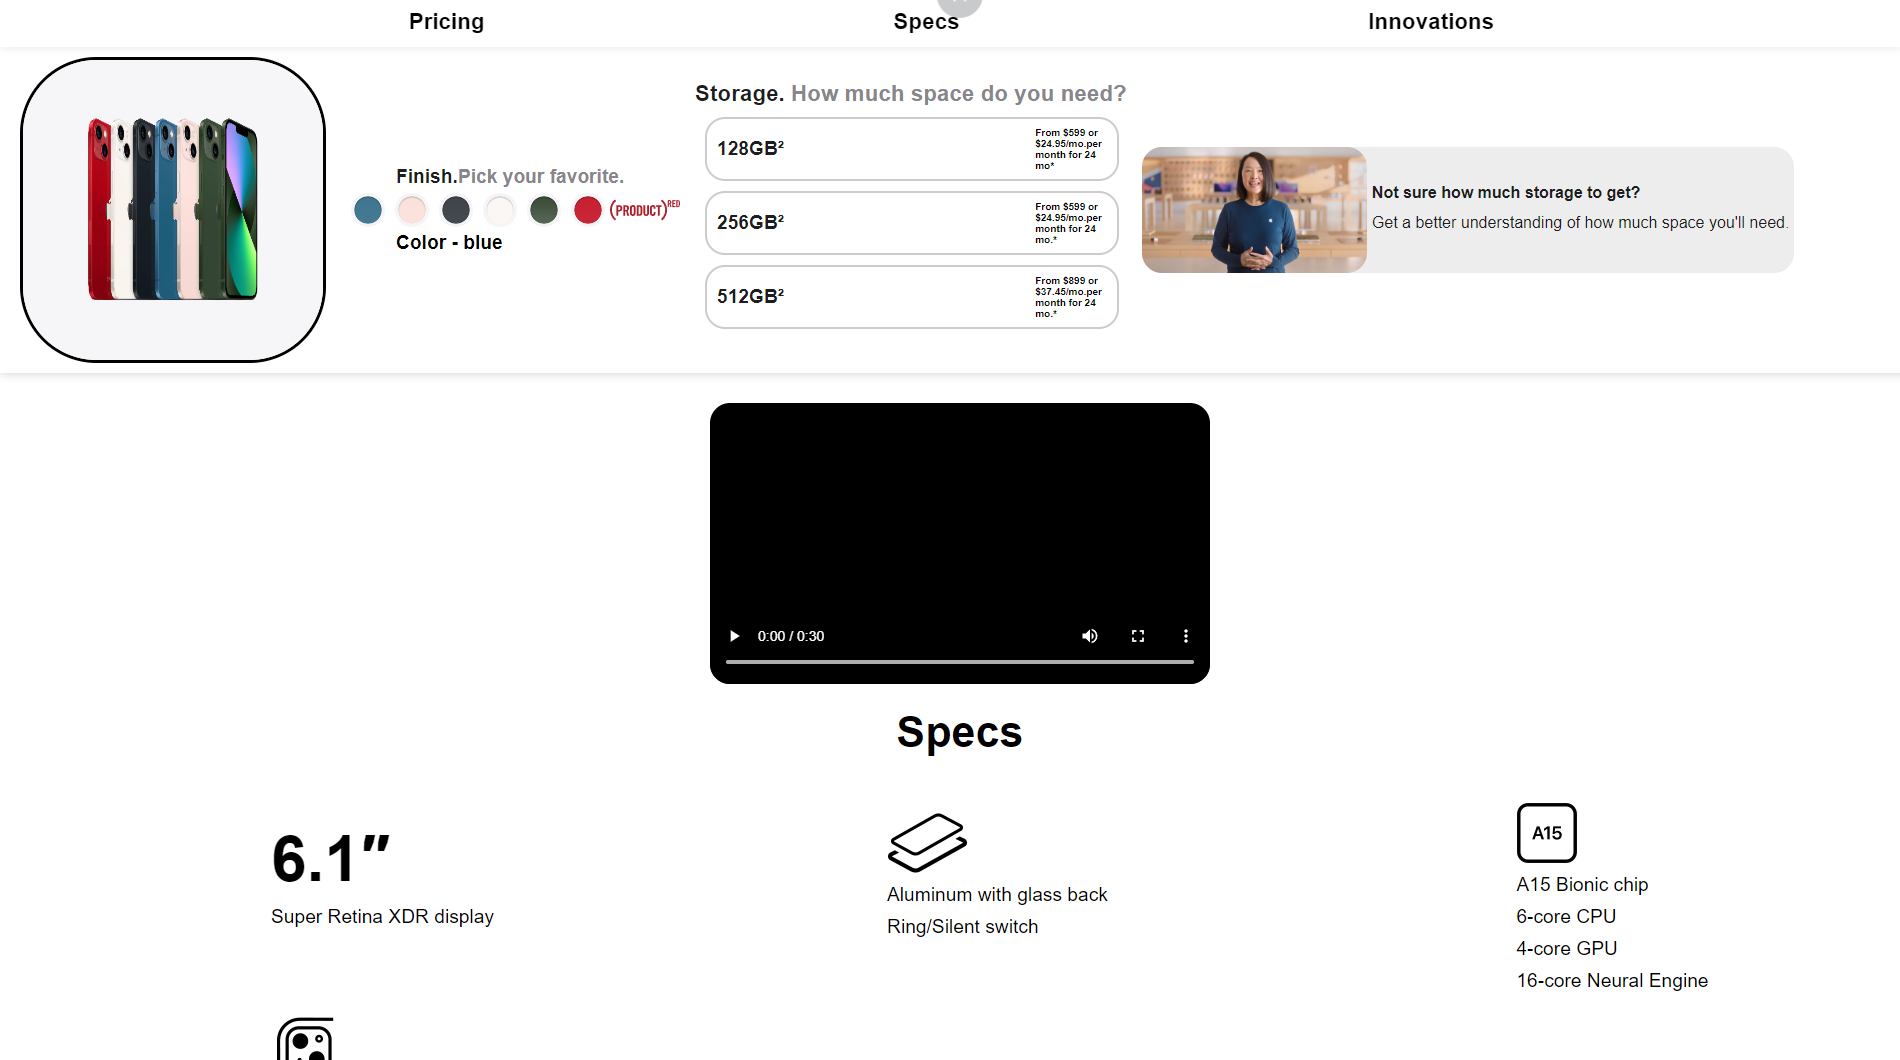 Pricing
Specs
Innovations
Storage. How much space do you need?
128GB²
From $599 or
$24.95/mo.per
month for 24
mo*
Finish.Pick your favorite.
(PRODUCT)RED
Color - blue
256GB²
From $599 or
$24.95/mo.per
month for 24
mo.*
512GB²
From $899 or
$37.45/mo.per
month for 24
mo.*
Not sure how much storage to get?
Get a better understanding of how much space you'll need.
0:00 / 0:30
Specs
6.1″
Super Retina XDR display
Aluminum with glass back
Ring/Silent switch
A15
A15 Bionic chip
6-core CPU
4-core GPU
16-core Neural Engine